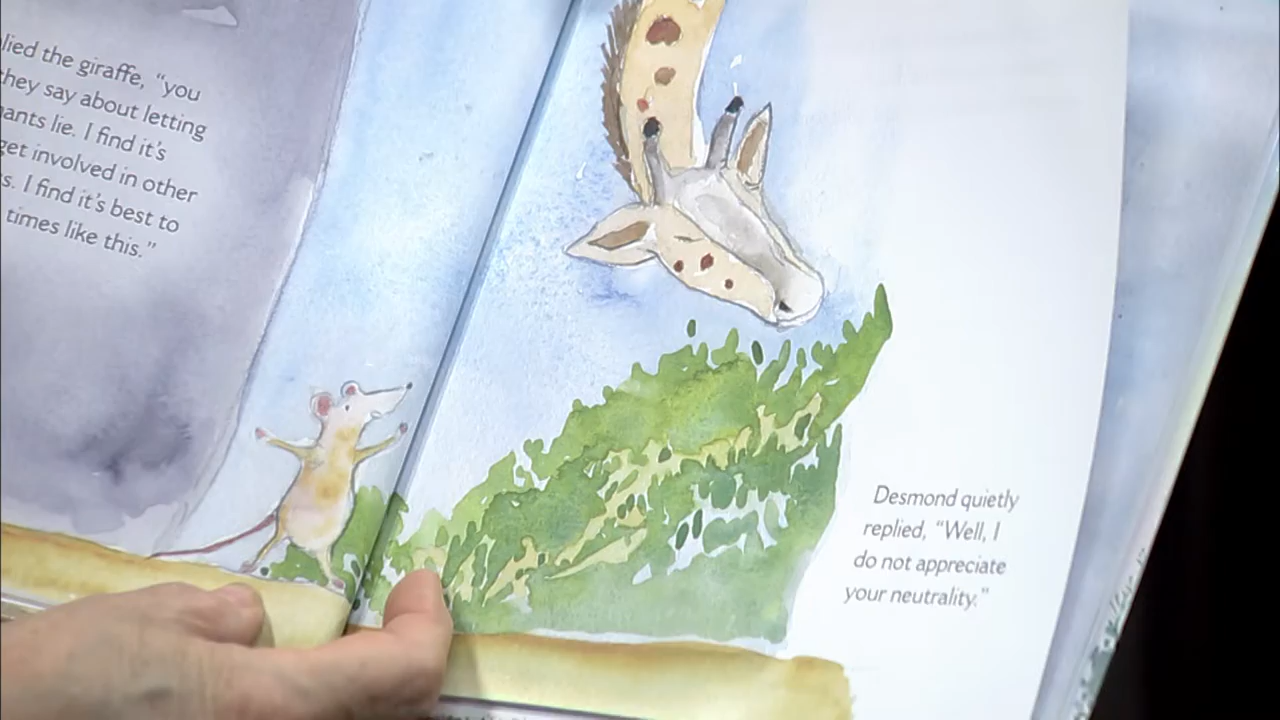 lied the giraffe, “you
they say about letting
ants lie. I find it’s
get involved in other
s. I find it’s best to
times like this.”
Desmond quietly
replied, “Well, I
do not appreciate
your neutrality.”